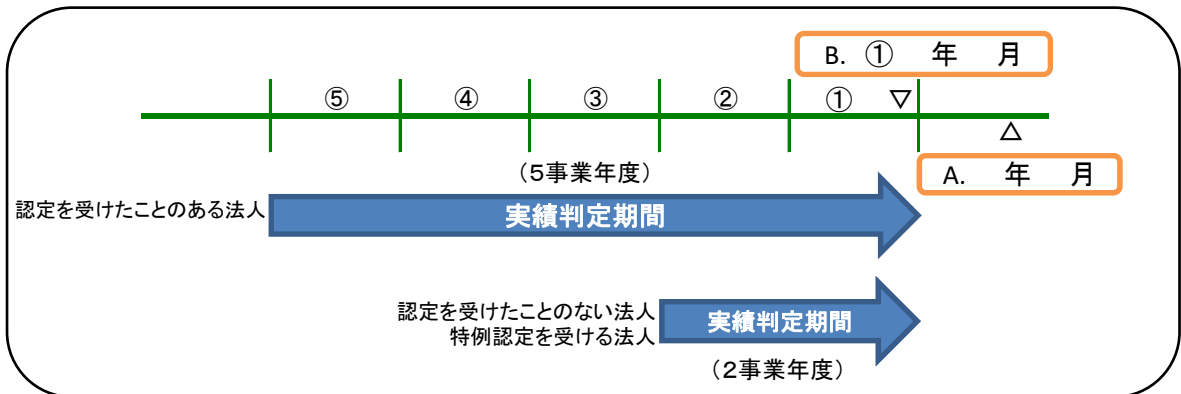 B. ① 年 月
⑤ ④ ③ ② ① ▽
△
A. 年 月
（５事業年度）
認定を受けたことのある法人
実績判定期間
認定を受けたことのない法人
特例認定を受ける法人
実績判定期間
（２事業年度）